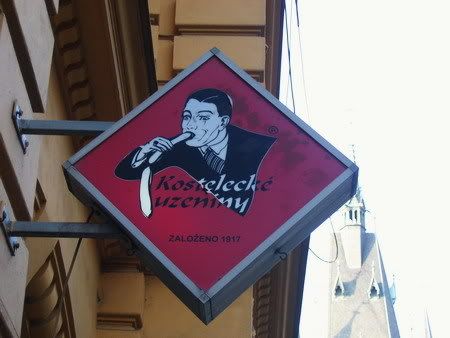 ®
Kostelecké
uzeniny
ZALOŽENO 1917